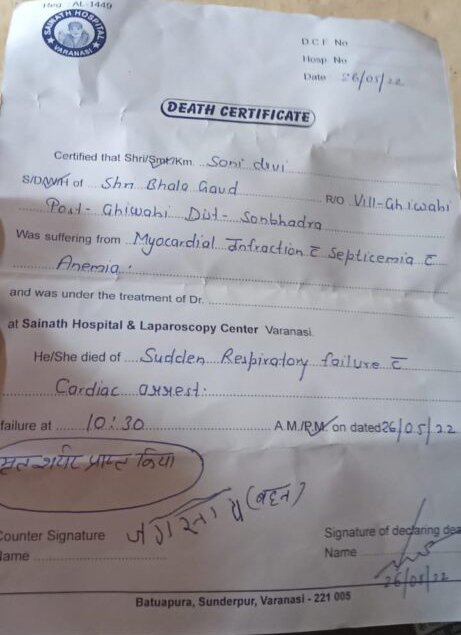 Reg : AL-1449
SAINATH HOSPITAL
VARANASI
D.C.F. No
Hosp. No
Date 26/05/22
DEATH CERTIFICATE
Certified that Shri/Smt/Km. Soni devi
S/D/W/H of Shri Bhola Gaud R/O Vill-Ghiwahi
Post- Ghiwahi Dist- Sonbhadra
Was suffering from Myocardial Infraction c̄ Septicemia c̄
Anemia.
and was under the treatment of Dr.
at Sainath Hospital & Laparoscopy Center Varanasi.
He/She died of Sudden Respiratory failure c̄
Cardiac arrest.
failure at 10:30 A.M./P.M. on dated 26/05/22
मृत शरीर प्राप्त किया
(बहन)
Counter Signature Signature of declaring dea
Name Name
26/05/22
Batuapura, Sunderpur, Varanasi - 221 005